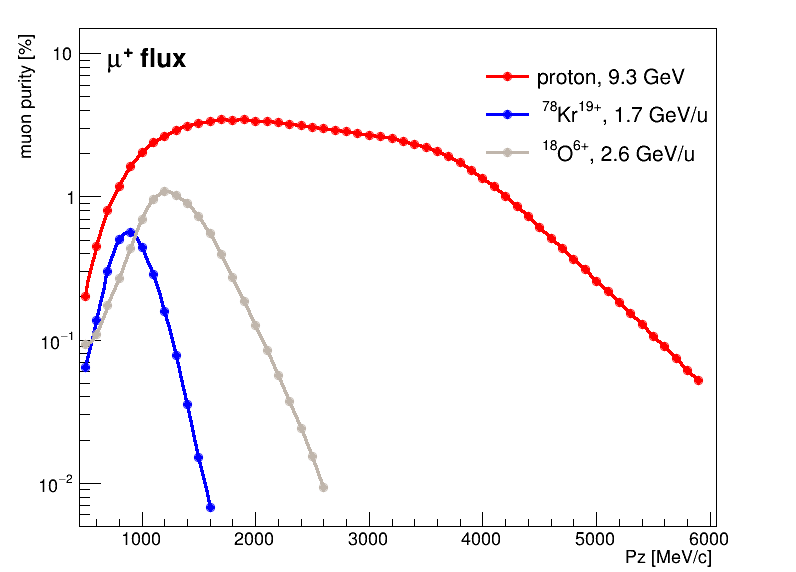 muon purity [%]
μ⁺ flux
proton, 9.3 GeV
⁷⁸Kr¹⁹⁺, 1.7 GeV/u
¹⁸O⁶⁺, 2.6 GeV/u
10
1
10⁻¹
10⁻²
1000 2000 3000 4000 5000 6000
Pz [MeV/c]